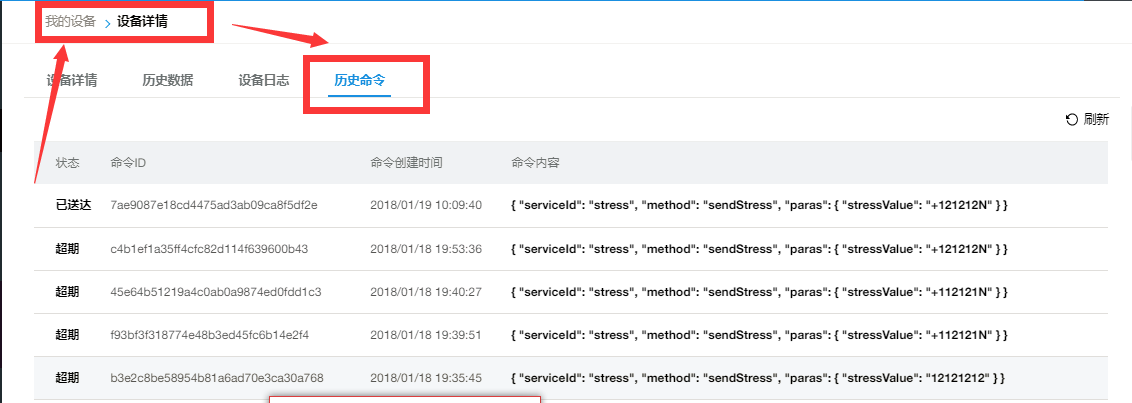 我的设备 > 设备详情
设备详情 历史数据 设备日志 历史命令
刷新
状态 命令ID 命令创建时间 命令内容
已送达 7ae9087e18cd4475ad3ab09ca8f5df2e 2018/01/19 10:09:40 { "serviceId": "stress", "method": "sendStress", "paras": { "stressValue": "+121212N" } }
超期 c4b1ef1a35ff4cfc82d114f639600b43 2018/01/18 19:53:36 { "serviceId": "stress", "method": "sendStress", "paras": { "stressValue": "+121212N" } }
超期 45e64b51219a4c0ab0a9874ed0fdd1c3 2018/01/18 19:40:27 { "serviceId": "stress", "method": "sendStress", "paras": { "stressValue": "+112121N" } }
超期 f93bf3f318774e48b3ed45fc6b14e2f4 2018/01/18 19:39:51 { "serviceId": "stress", "method": "sendStress", "paras": { "stressValue": "+112121N" } }
超期 b3e2c8be58954b81a6ad70e3ca30a768 2018/01/18 19:35:45 { "serviceId": "stress", "method": "sendStress", "paras": { "stressValue": "12121212" } }